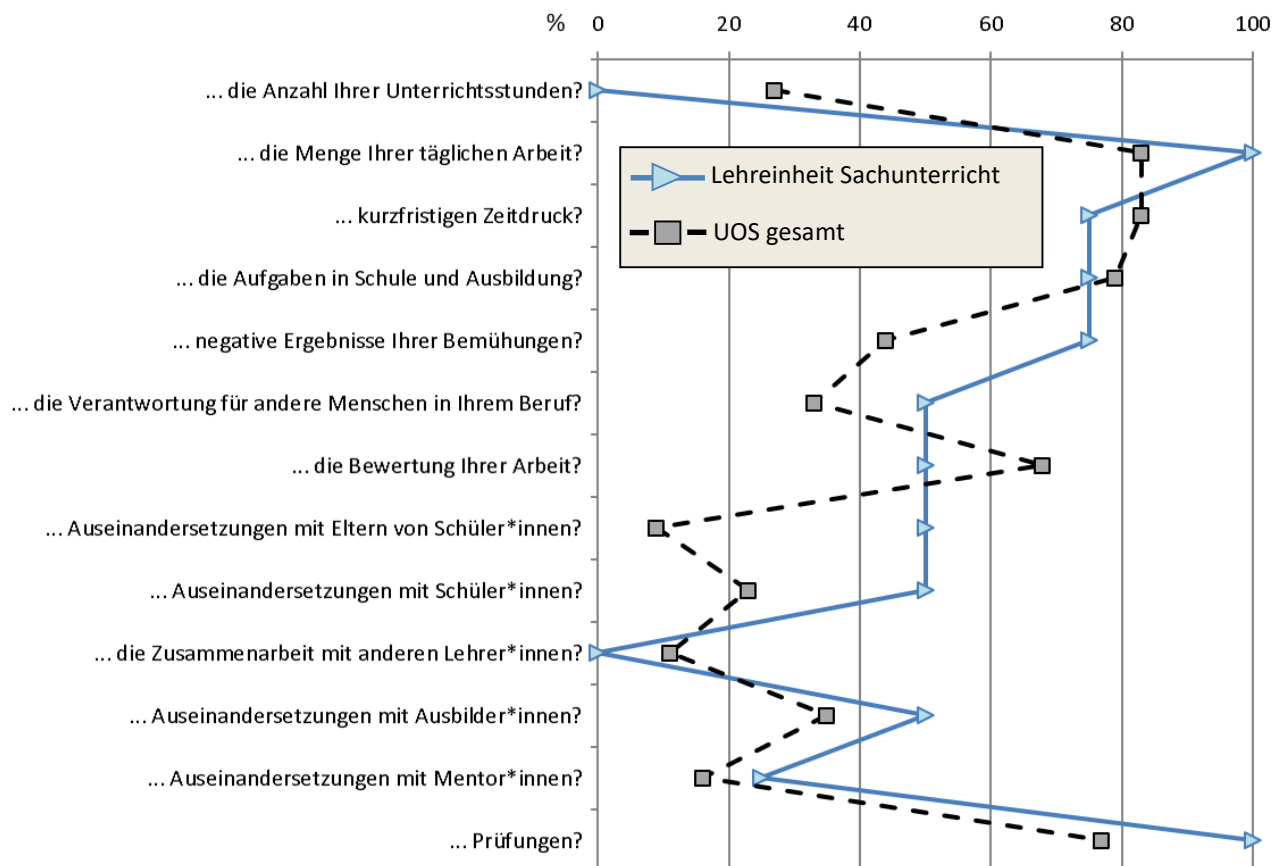 % 0 20 40 60 80 100
... die Anzahl Ihrer Unterrichtsstunden?
... die Menge Ihrer täglichen Arbeit?
... kurzfristigen Zeitdruck?
... die Aufgaben in Schule und Ausbildung?
... negative Ergebnisse Ihrer Bemühungen?
... die Verantwortung für andere Menschen in Ihrem Beruf?
... die Bewertung Ihrer Arbeit?
... Auseinandersetzungen mit Eltern von Schüler*innen?
... Auseinandersetzungen mit Schüler*innen?
... die Zusammenarbeit mit anderen Lehrer*innen?
... Auseinandersetzungen mit Ausbilder*innen?
... Auseinandersetzungen mit Mentor*innen?
... Prüfungen?
Lehreinheit Sachunterricht
UOS gesamt